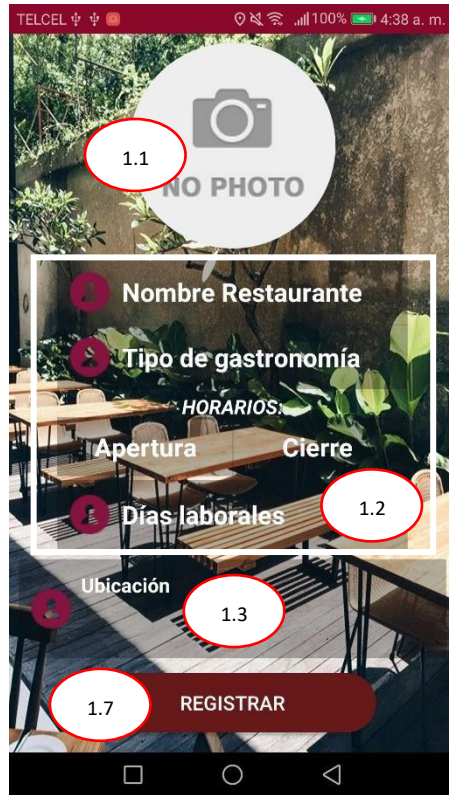 TELCEL 100% 4:38 a. m.
1.1
NO PHOTO
Nombre Restaurante
Tipo de gastronomía
HORARIOS:
Apertura Cierre
Días laborales
1.2
Ubicación
1.3
1.7
REGISTRAR